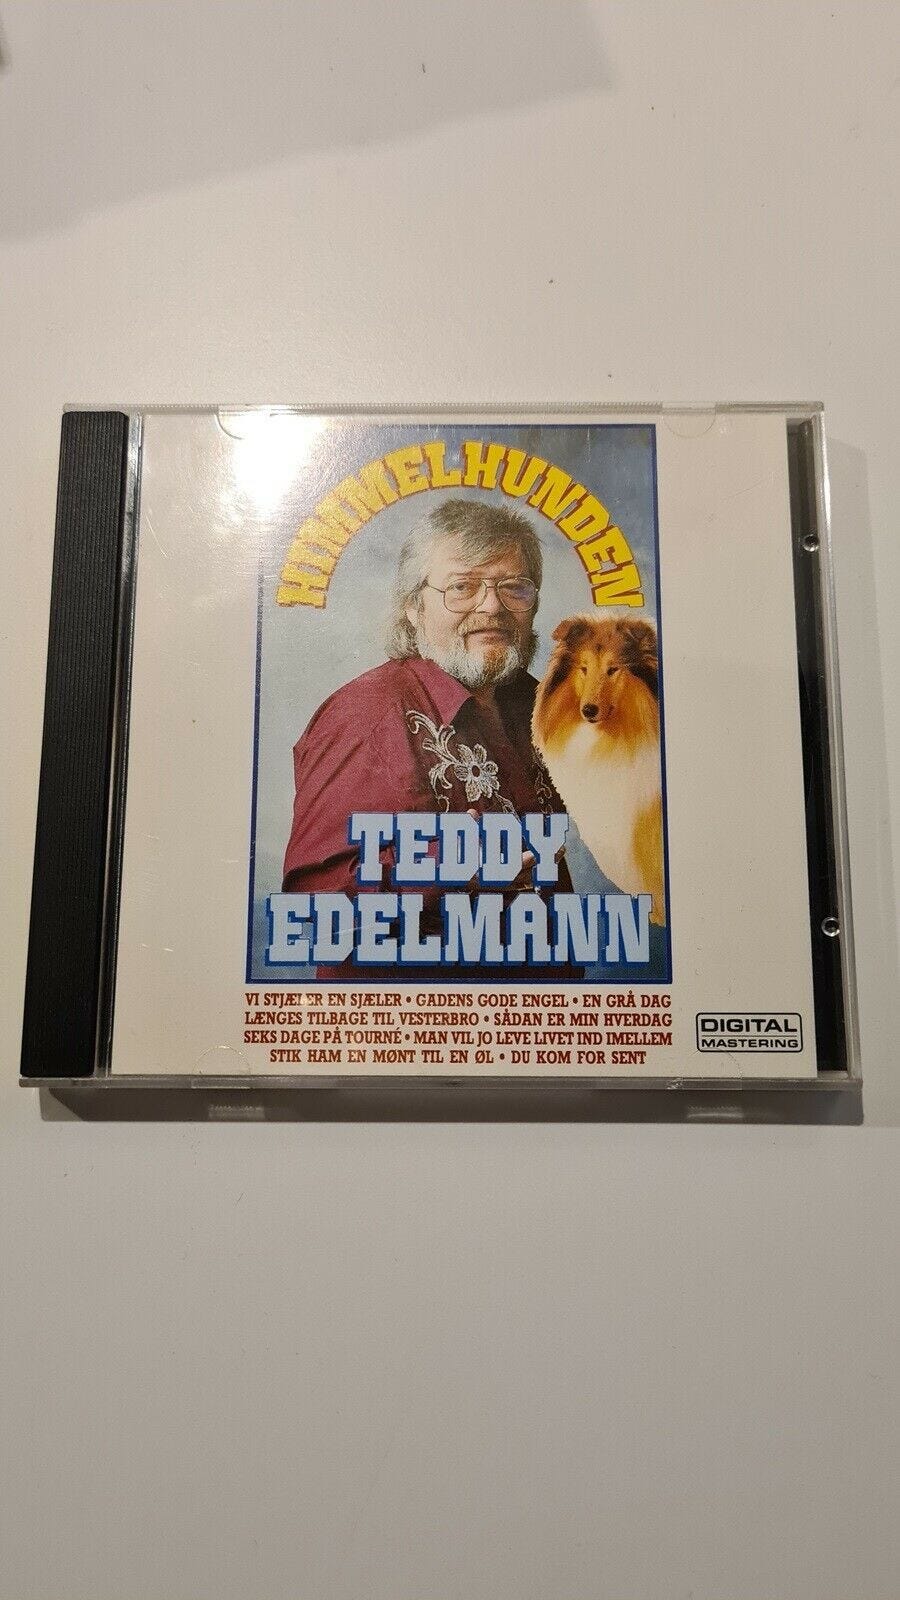 HIMMELHUNDEN
TEDDY
EDELMANN
VI STJÆLER EN SJÆLER • GADENS GODE ENGEL • EN GRÅ DAG
LÆNGES TILBAGE TIL VESTERBRO • SÅDAN ER MIN HVERDAG
SEKS DAGE PÅ TOURNÉ • MAN VIL JO LEVE LIVET IND IMELLEM
STIK HAM EN MØNT TIL EN ØL • DU KOM FOR SENT
DIGITAL
MASTERING